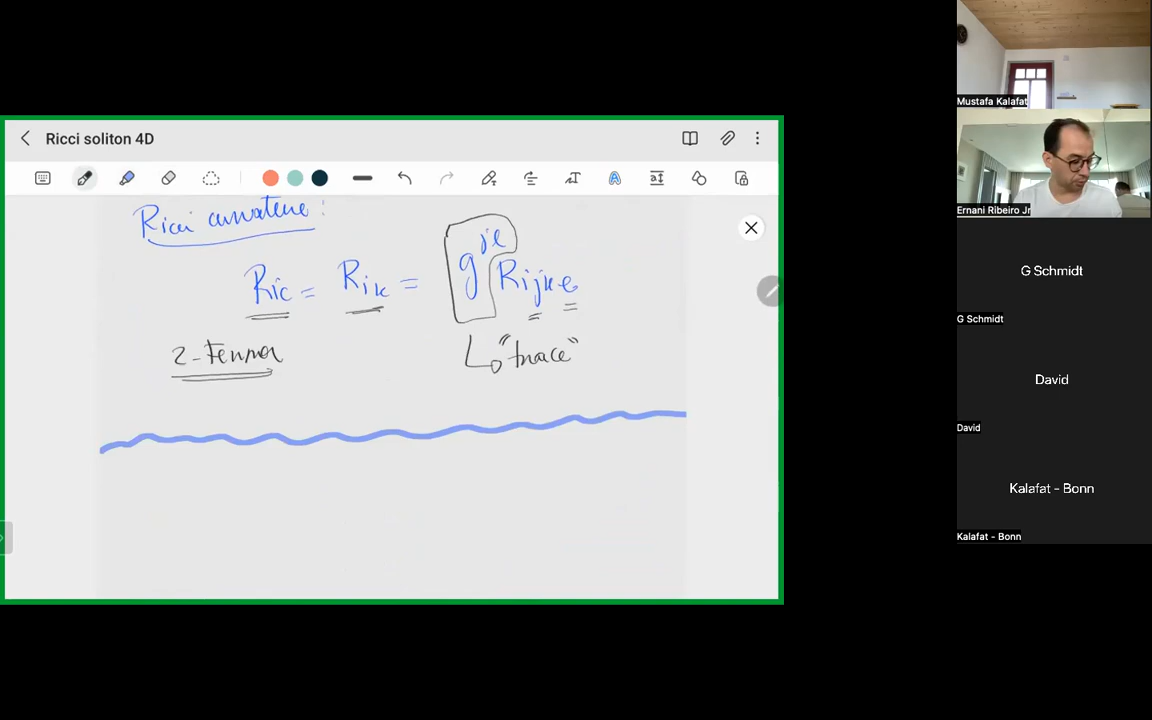 Ricci soliton 4D
Ricci curvature:
Ric = Rik = g^jl Rijkl
2-tensor
↳ "trace"
Mustafa Kalafat
Ernani Ribeiro Jr
G Schmidt
G Schmidt
David
David
Kalafat - Bonn
Kalafat - Bonn